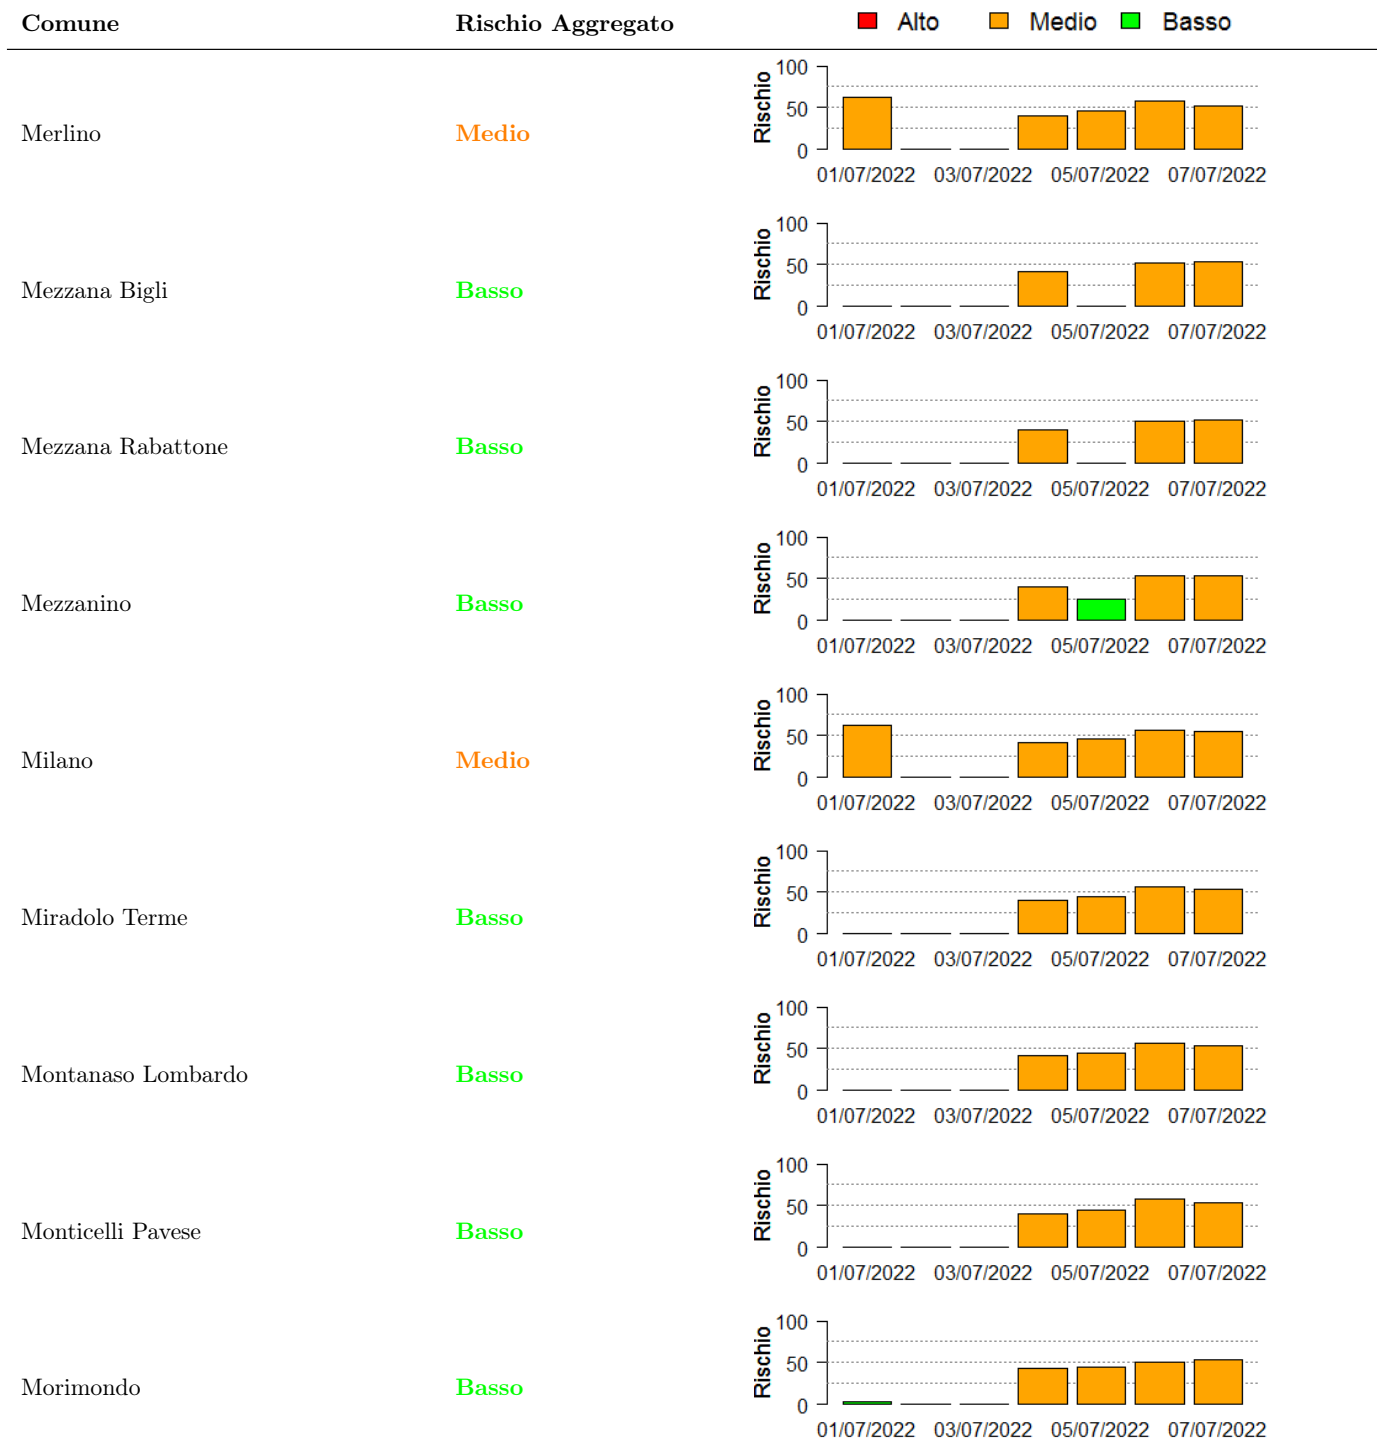 Comune Rischio Aggregato Alto Medio Basso
Merlino Medio Rischio 100 50 0
01/07/2022 03/07/2022 05/07/2022 07/07/2022
Mezzana Bigli Basso Rischio 100 50 0
01/07/2022 03/07/2022 05/07/2022 07/07/2022
Mezzana Rabattone Basso Rischio 100 50 0
01/07/2022 03/07/2022 05/07/2022 07/07/2022
Mezzanino Basso Rischio 100 50 0
01/07/2022 03/07/2022 05/07/2022 07/07/2022
Milano Medio Rischio 100 50 0
01/07/2022 03/07/2022 05/07/2022 07/07/2022
Miradolo Terme Basso Rischio 100 50 0
01/07/2022 03/07/2022 05/07/2022 07/07/2022
Montanaso Lombardo Basso Rischio 100 50 0
01/07/2022 03/07/2022 05/07/2022 07/07/2022
Monticelli Pavese Basso Rischio 100 50 0
01/07/2022 03/07/2022 05/07/2022 07/07/2022
Morimondo Basso Rischio 100 50 0
01/07/2022 03/07/2022 05/07/2022 07/07/2022